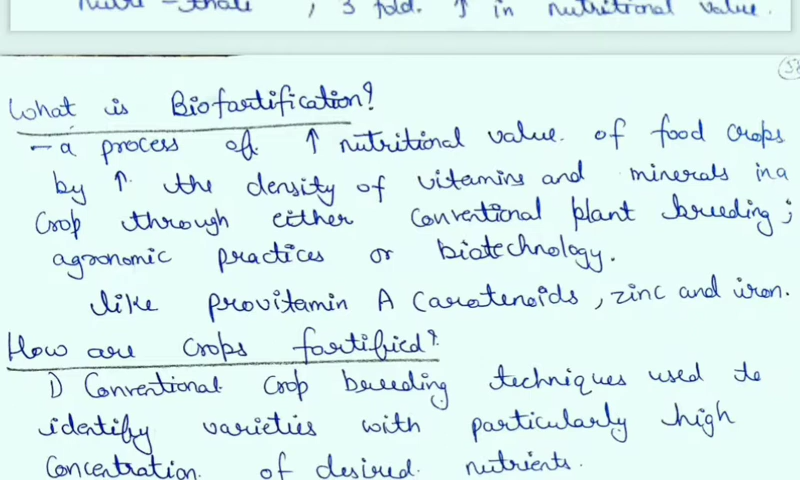 , 3 fold. ↑ in nutritional value.
What is Biofortification?
– a process of ↑ nutritional value of food crops
by ↑ the density of vitamins and minerals in a
crop through either conventional plant breeding;
agronomic practices or biotechnology.
like provitamin A carotenoids, zinc and iron.
How are crops fortified?
1) Conventional crop breeding techniques used to
identify varieties with particularly high
concentration of desired nutrients.